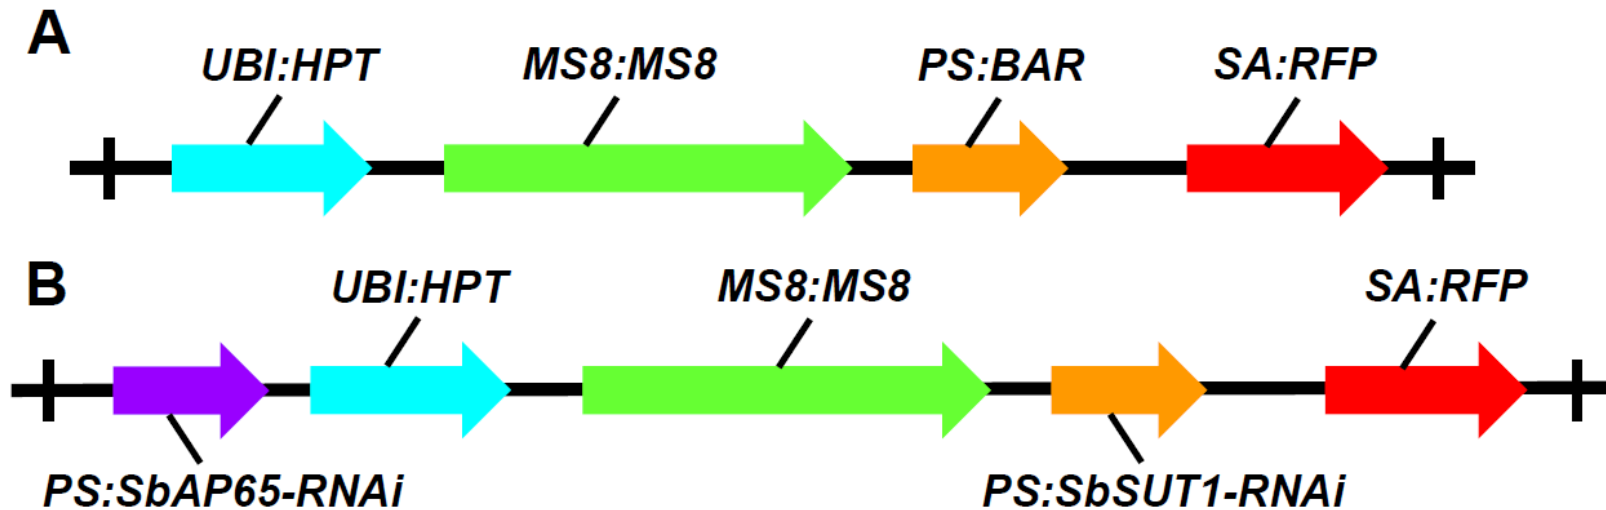 A
UBI:HPT MS8:MS8 PS:BAR SA:RFP
B
UBI:HPT MS8:MS8 SA:RFP
PS:SbAP65-RNAi PS:SbSUT1-RNAi